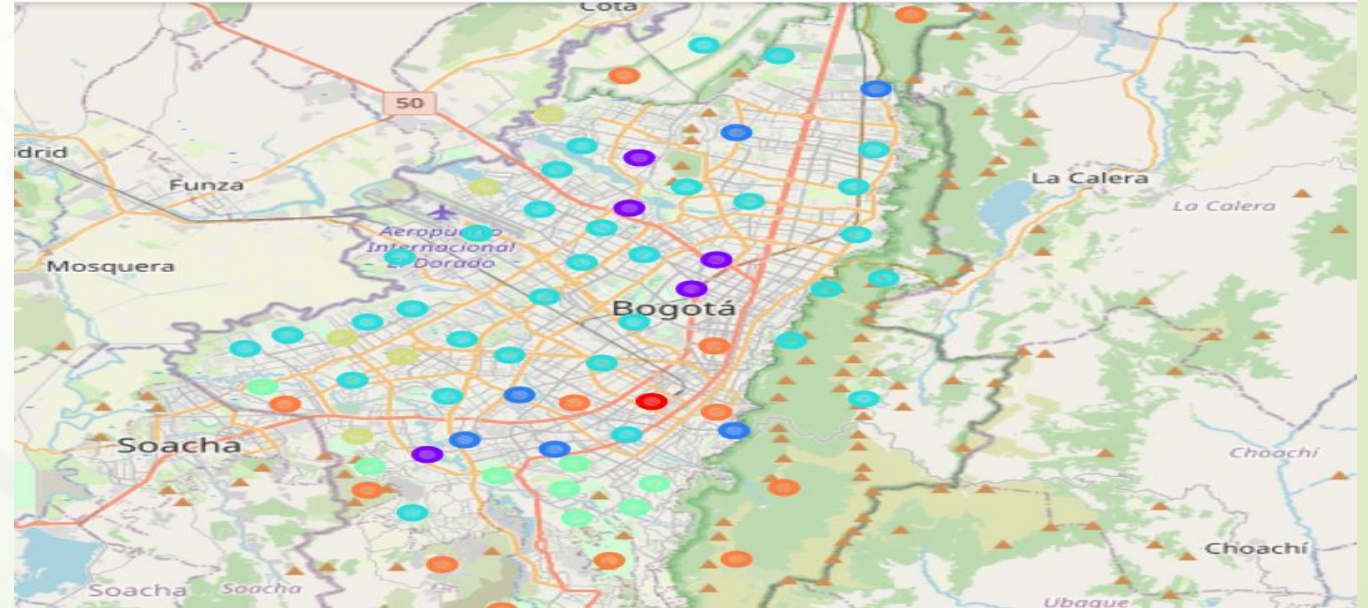 Cota
50
drid
Funza
La Calera
La Calera
Aeropuerto
Internacional
El Dorado
Mosquera
Bogotá
Soacha
Choachí
Choachí
Soacha
Soacha
Ubaque